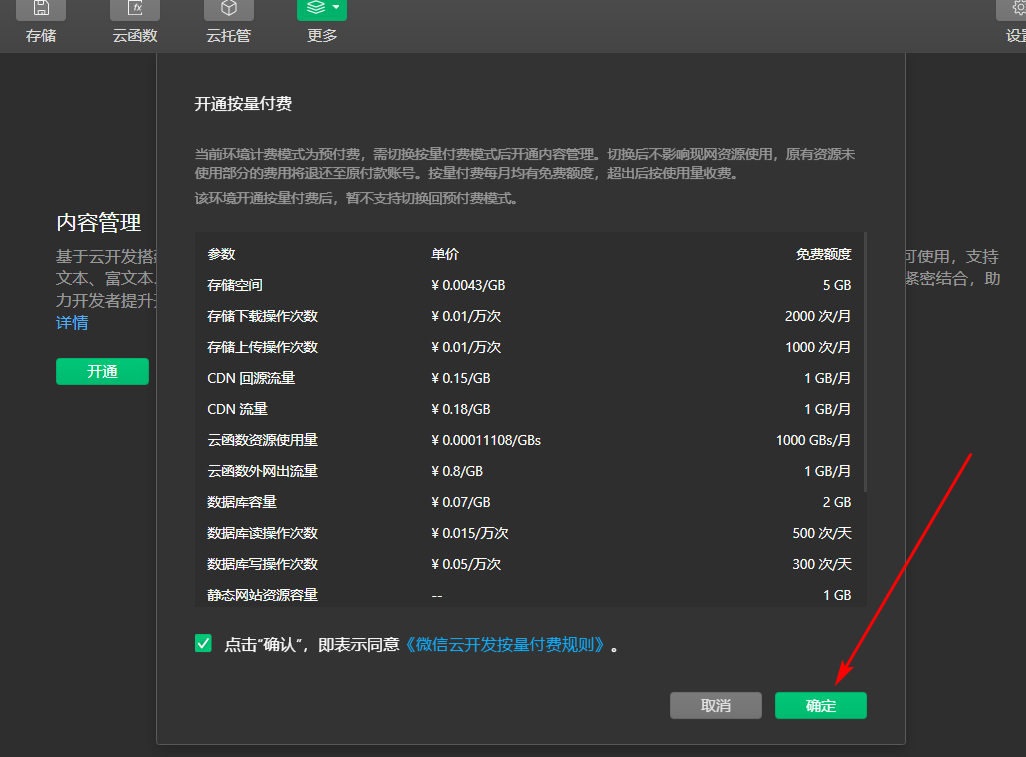 存储 云函数 云托管 更多 设置
开通按量付费
当前环境计费模式为预付费，需切换按量付费模式后开通内容管理。切换后不影响现网资源使用，原有资源未
使用部分的费用将退还至原付款账号。按量付费每月均有免费额度，超出后按使用量收费。
该环境开通按量付费后，暂不支持切换回预付费模式。
内容管理
基于云开发搭 可使用，支持
文本、富文本、 紧密结合，助
力开发者提升
详情
开通
参数 单价 免费额度
存储空间 ¥ 0.0043/GB 5 GB
存储下载操作次数 ¥ 0.01/万次 2000 次/月
存储上传操作次数 ¥ 0.01/万次 1000 次/月
CDN 回源流量 ¥ 0.15/GB 1 GB/月
CDN 流量 ¥ 0.18/GB 1 GB/月
云函数资源使用量 ¥ 0.00011108/GBs 1000 GBs/月
云函数外网出流量 ¥ 0.8/GB 1 GB/月
数据库容量 ¥ 0.07/GB 2 GB
数据库读操作次数 ¥ 0.015/万次 500 次/天
数据库写操作次数 ¥ 0.05/万次 300 次/天
静态网站资源容量 -- 1 GB
点击“确认”，即表示同意《微信云开发按量付费规则》。
取消 确定